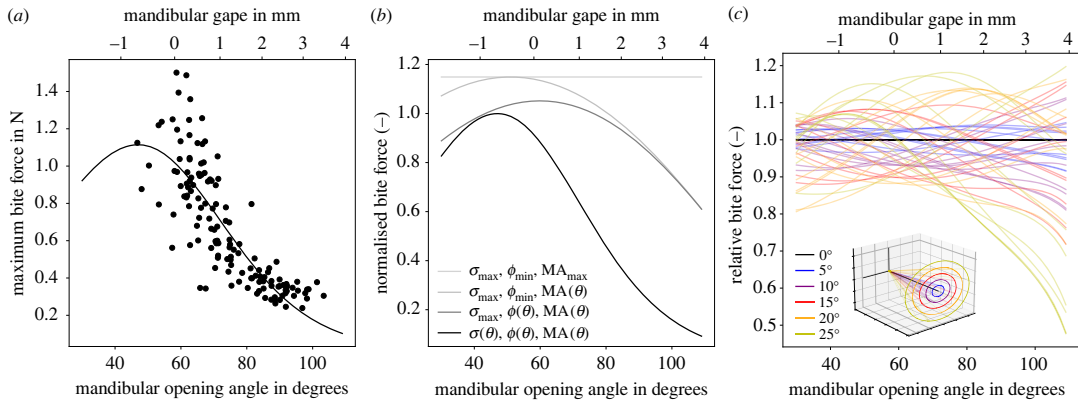 (a)
mandibular gape in mm
–1 0 1 2 3 4
maximum bite force in N
1.4
1.2
1.0
0.8
0.6
0.4
0.2
40 60 80 100
mandibular opening angle in degrees
(b)
mandibular gape in mm
–1 0 1 2 3 4
normalised bite force (–)
1.2
1.0
0.8
0.6
0.4
0.2
σmax, ϕmin, MAmax
σmax, ϕmin, MA(θ)
σmax, ϕ(θ), MA(θ)
σ(θ), ϕ(θ), MA(θ)
40 60 80 100
mandibular opening angle in degrees
(c)
mandibular gape in mm
–1 0 1 2 3 4
relative bite force (–)
1.2
1.1
1.0
0.9
0.8
0.7
0.6
0.5
0°
5°
10°
15°
20°
25°
40 60 80 100
mandibular opening angle in degrees